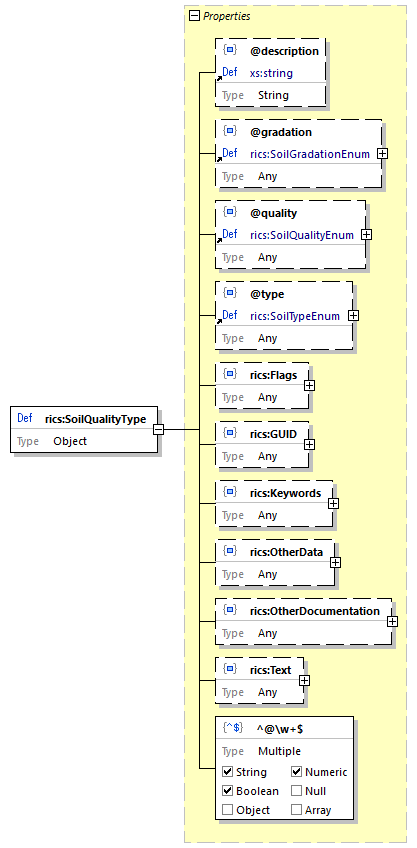 Properties
@description
Def xs:string
Type String
@gradation
Def rics:SoilGradationEnum
Type Any
@quality
Def rics:SoilQualityEnum
Type Any
@type
Def rics:SoilTypeEnum
Type Any
rics:Flags
Type Any
Def rics:SoilQualityType
Type Object
rics:GUID
Type Any
rics:Keywords
Type Any
rics:OtherData
Type Any
rics:OtherDocumentation
Type Any
rics:Text
Type Any
{^$} ^@\w+$
Type Multiple
String Numeric
Boolean Null
Object Array